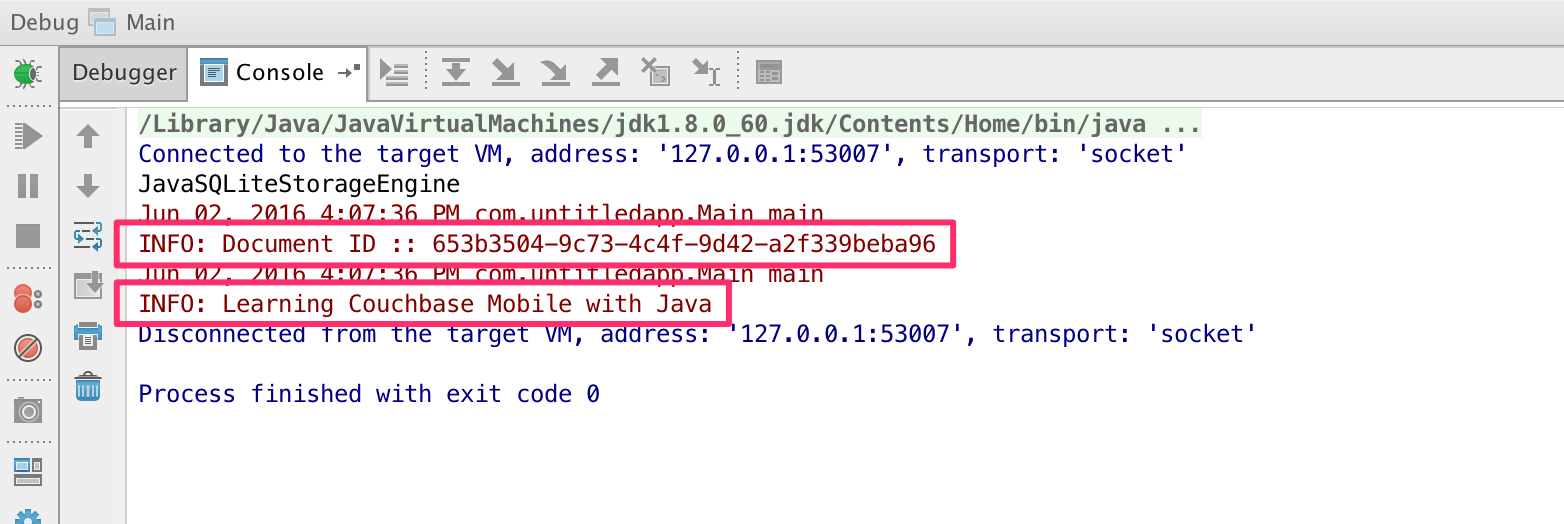 Debug Main
Debugger Console
/Library/Java/JavaVirtualMachines/jdk1.8.0_60.jdk/Contents/Home/bin/java ...
Connected to the target VM, address: '127.0.0.1:53007', transport: 'socket'
JavaSQLiteStorageEngine
Jun 02, 2016 4:07:36 PM com.untitledapp.Main main
INFO: Document ID :: 653b3504-9c73-4c4f-9d42-a2f339beba96
Jun 02, 2016 4:07:36 PM com.untitledapp.Main main
INFO: Learning Couchbase Mobile with Java
Disconnected from the target VM, address: '127.0.0.1:53007', transport: 'socket'
Process finished with exit code 0